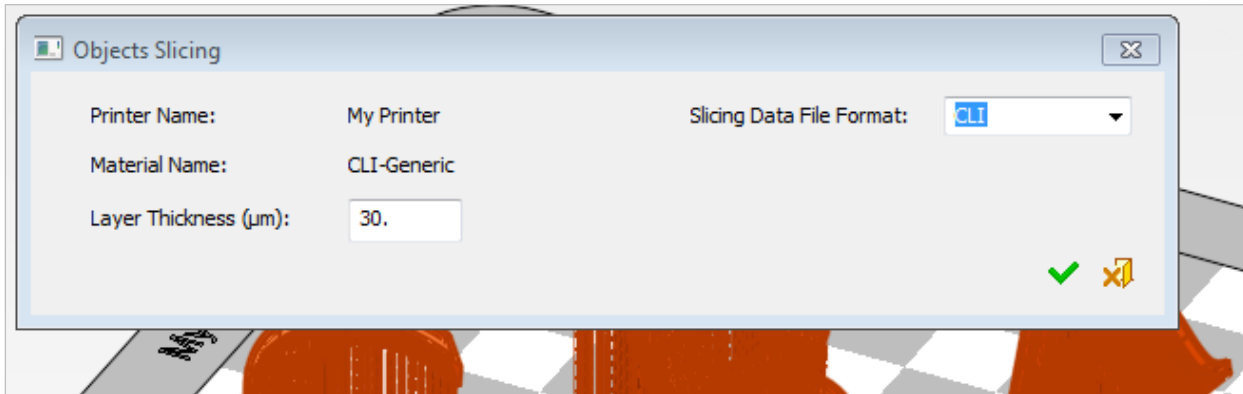 Objects Slicing
Printer Name: My Printer Slicing Data File Format: CLI
Material Name: CLI-Generic
Layer Thickness (µm): 30.